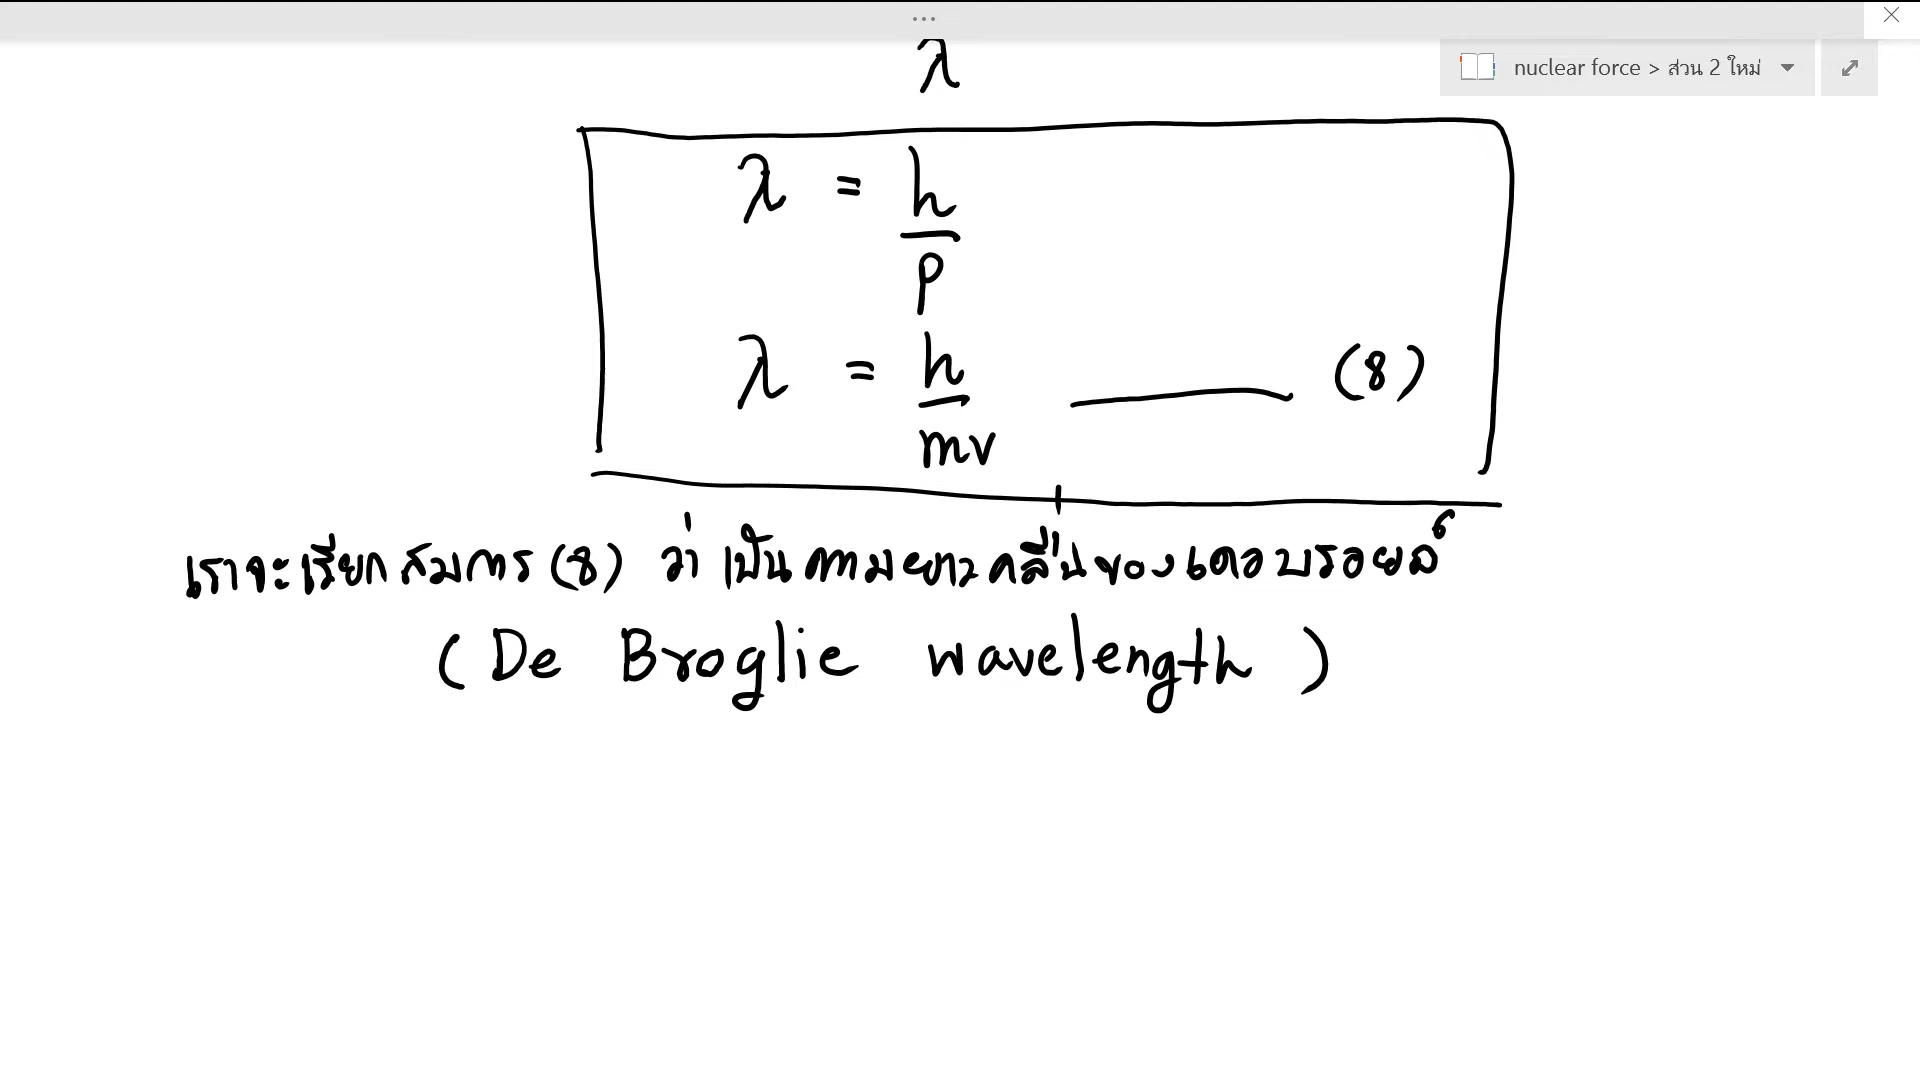 ...
nuclear force > ส่วน 2 ใหม่
λ
λ = h
p
λ = h (8)
mv
เราจะเรียกสมการ (8) ว่า เป็นความยาวคลื่นของเดอบรอยล์
(De Broglie wavelength)